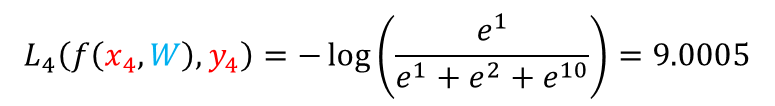 L₄(f(x₄, W), y₄) = − log(e¹ / (e¹ + e² + e¹⁰)) = 9.0005